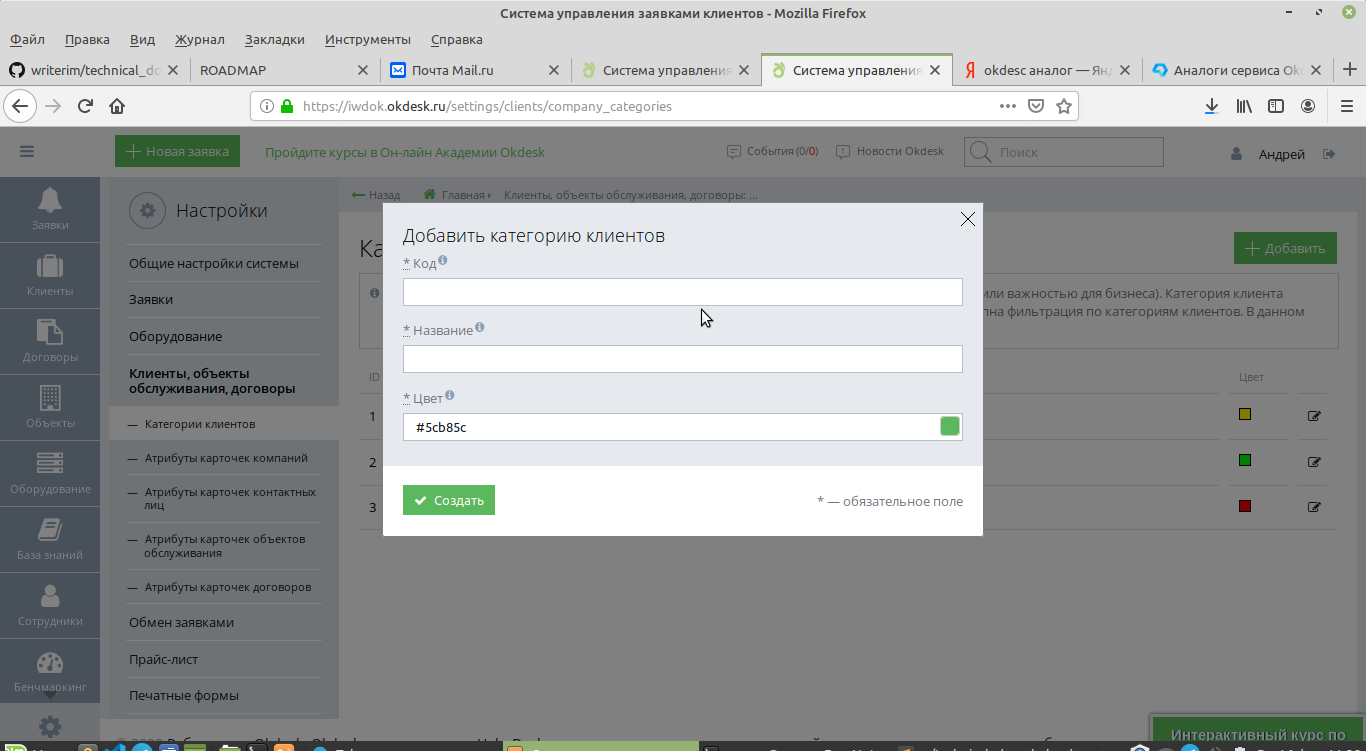 Система управления заявками клиентов - Mozilla Firefox
Файл Правка Вид Журнал Закладки Инструменты Справка
writerim/technical_do ROADMAP Почта Mail.ru Система управления Система управления okdesc аналог — Янд Аналоги сервиса Okd
https://iwdok.okdesk.ru/settings/clients/company_categories
Новая заявка Пройдите курсы в Он-лайн Академии Okdesk События (0/0) Новости Okdesk Поиск Андрей
Заявки
Клиенты
Договоры
Объекты
Оборудование
База знаний
Сотрудники
Бенчмаркинг
Настройки
Общие настройки системы
Заявки
Оборудование
Клиенты, объекты
обслуживания, договоры
— Категории клиентов
— Атрибуты карточек компаний
— Атрибуты карточек контактных
лиц
— Атрибуты карточек объектов
обслуживания
— Атрибуты карточек договоров
Обмен заявками
Прайс-лист
Печатные формы
Назад Главная Клиенты, объекты обслуживания, договоры: ...
Ка
Добавить
или важностью для бизнеса). Категория клиента
пна фильтрация по категориям клиентов. В данном
ID Цвет
1
2
3
Добавить категорию клиентов
* Код
* Название
* Цвет
#5cb85c
Создать
* — обязательное поле
Интерактивный курс по